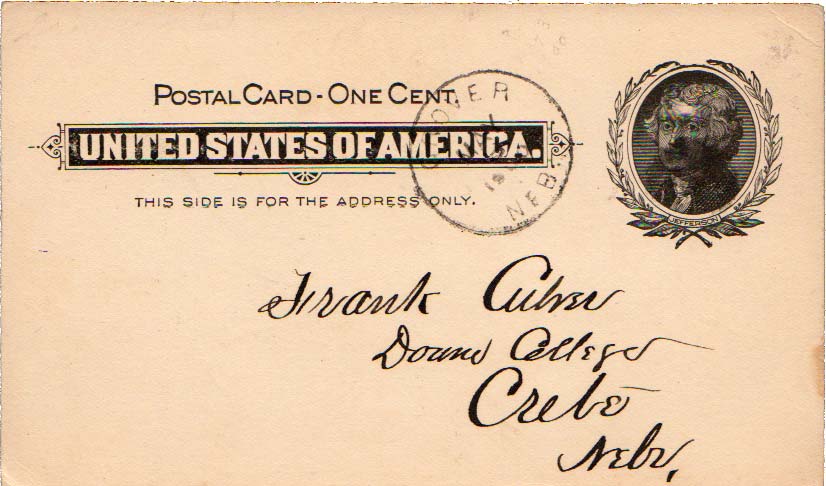 POSTAL CARD - ONE CENT.
UNITED STATES OF AMERICA.
THIS SIDE IS FOR THE ADDRESS ONLY.
NEB.
JEFFERSON
Frank Culver
Doane College
Crete
Nebr,